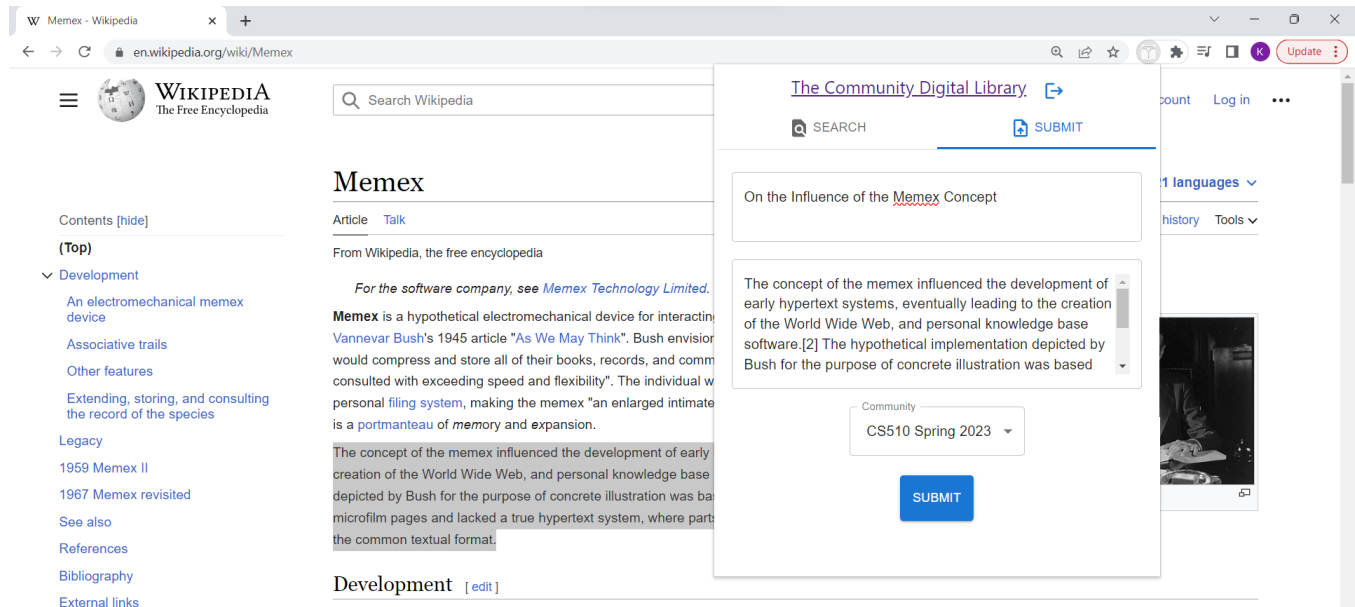 Memex - Wikipedia
en.wikipedia.org/wiki/Memex
K
Update
WIKIPEDIA
The Free Encyclopedia
Search Wikipedia
count Log in
Contents [hide]
(Top)
Development
An electromechanical memex
device
Associative trails
Other features
Extending, storing, and consulting
the record of the species
Legacy
1959 Memex II
1967 Memex revisited
See also
References
Bibliography
External links
Memex
1 languages
Article Talk
history Tools
From Wikipedia, the free encyclopedia
For the software company, see Memex Technology Limited.
Memex is a hypothetical electromechanical device for interacting
Vannevar Bush's 1945 article "As We May Think". Bush envision
would compress and store all of their books, records, and comm
consulted with exceeding speed and flexibility". The individual w
personal filing system, making the memex "an enlarged intimate
is a portmanteau of memory and expansion.
The concept of the memex influenced the development of early
creation of the World Wide Web, and personal knowledge base
depicted by Bush for the purpose of concrete illustration was ba
microfilm pages and lacked a true hypertext system, where parts
the common textual format.
Development [ edit ]
The Community Digital Library
SEARCH
SUBMIT
On the Influence of the Memex Concept
The concept of the memex influenced the development of
early hypertext systems, eventually leading to the creation
of the World Wide Web, and personal knowledge base
software.[2] The hypothetical implementation depicted by
Bush for the purpose of concrete illustration was based
Community
CS510 Spring 2023
SUBMIT